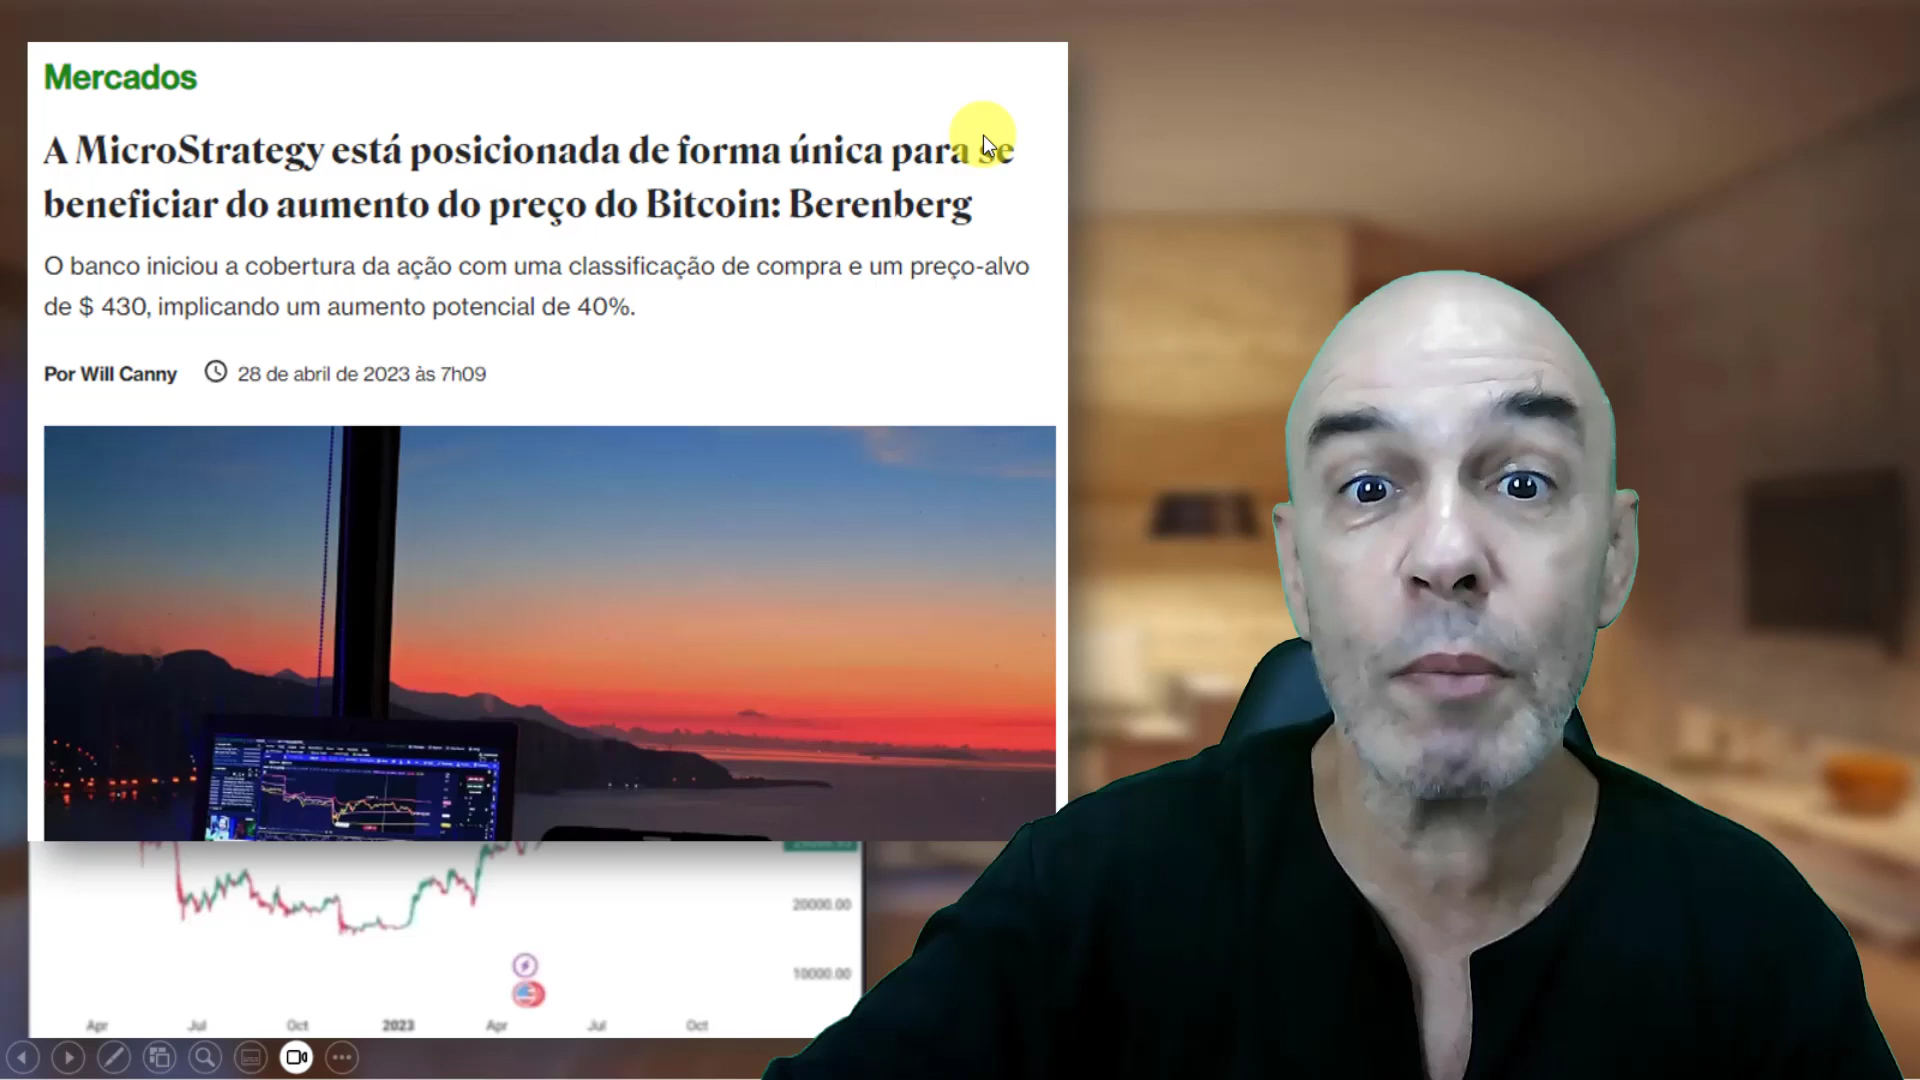 Mercados
A MicroStrategy está posicionada de forma única para se
beneficiar do aumento do preço do Bitcoin: Berenberg
O banco iniciou a cobertura da ação com uma classificação de compra e um preço-alvo
de $ 430, implicando um aumento potencial de 40%.
Por Will Canny 28 de abril de 2023 às 7h09
20000.00
10000.00
Apr Jul Oct 2023 Apr Jul Oct